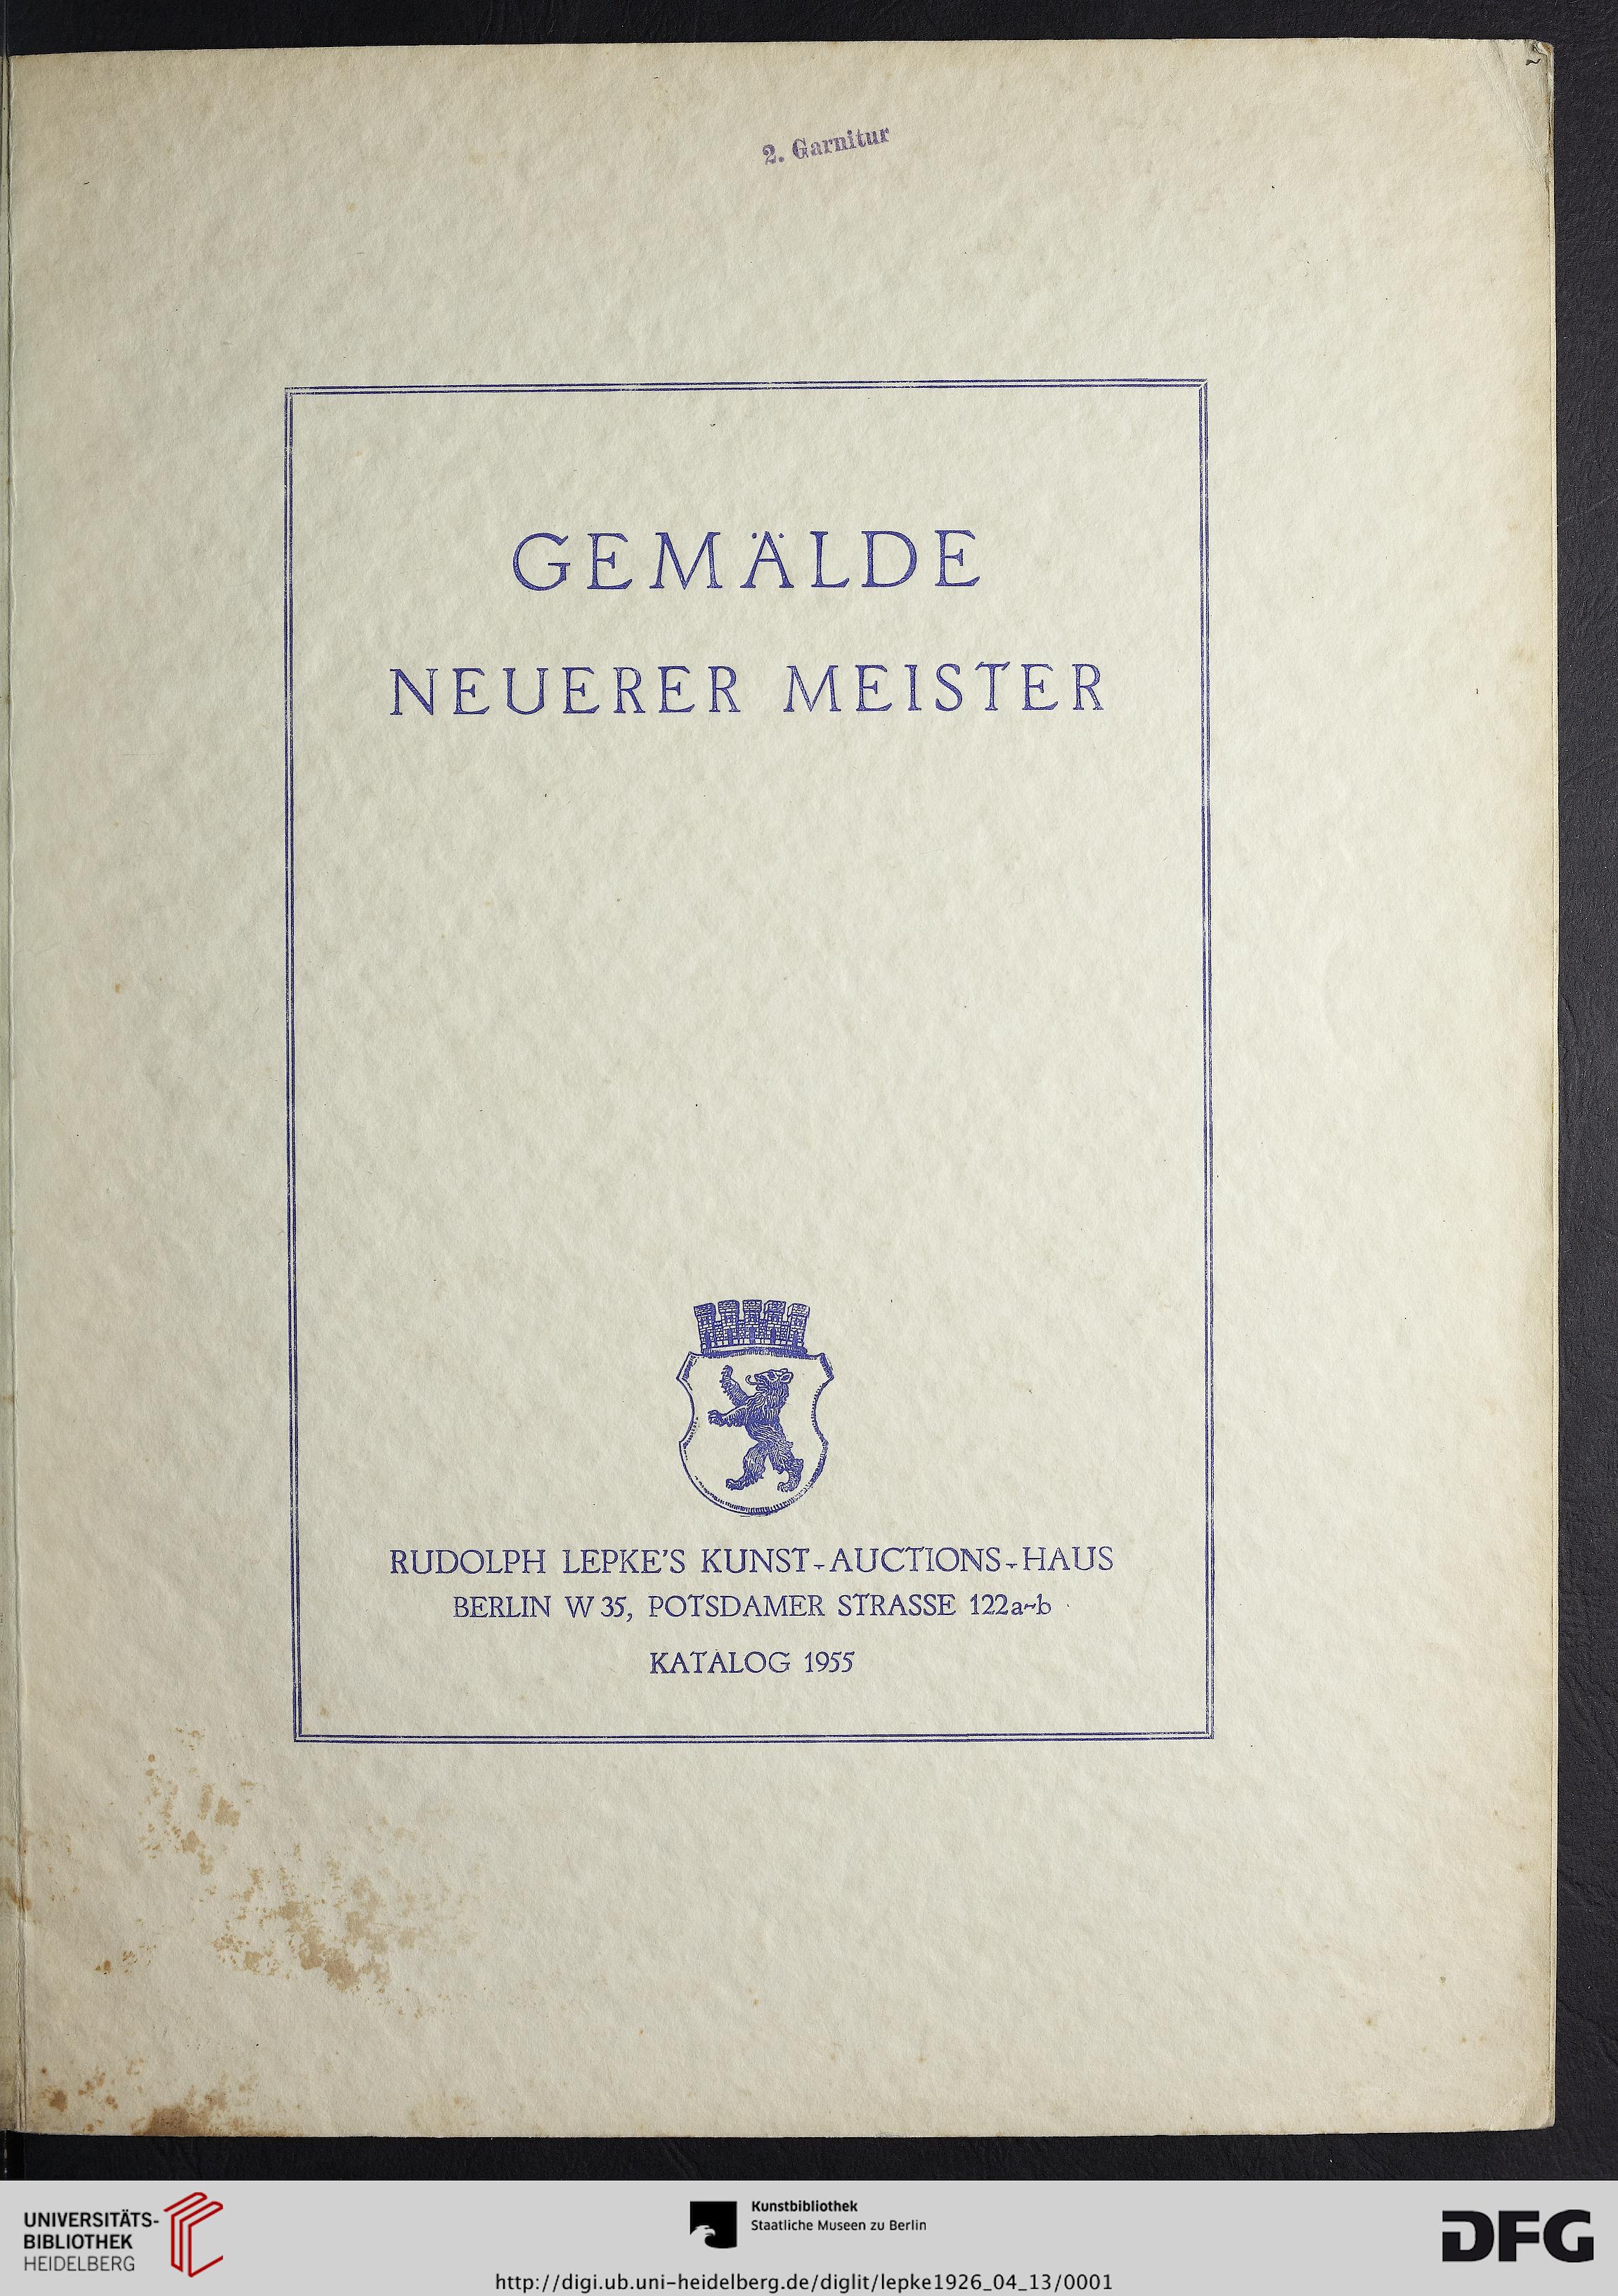 2. Garnitur
GEMÄLDE
NEUERER MEISTER
RUDOLPH LEPKE'S KUNST-AUCTIONS-HAUS
BERLIN W 35, POTSDAMER STRASSE 122a-b
KATALOG 1955
UNIVERSITÄTS-
BIBLIOTHEK
HEIDELBERG
Kunstbibliothek
Staatliche Museen zu Berlin
DFG
http://digi.ub.uni-heidelberg.de/diglit/lepke1926_04_13/0001